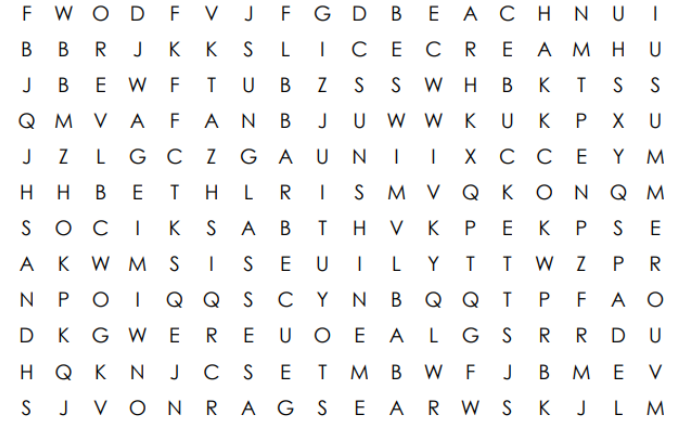 F W O D F V J F G D B E A C H N U I
B B R J K K S L I C E C R E A M H U
J B E W F T U B Z S S W H B K T S S
Q M V A F A N B J U W W K U K P X U
J Z L G C Z G A U N I I X C C E Y M
H H B E T H L R I S M V Q K O N Q M
S O C I K S A B T H V K P E K P S E
A K W M S I S E U I L Y T T W Z P R
N P O I Q Q S C Y N B Q Q T P F A O
D K G W E R E U O E A L G S R R D U
H Q K N J C S E T M B W F J B M E V
S J V O N R A G S E A R W S K J L M